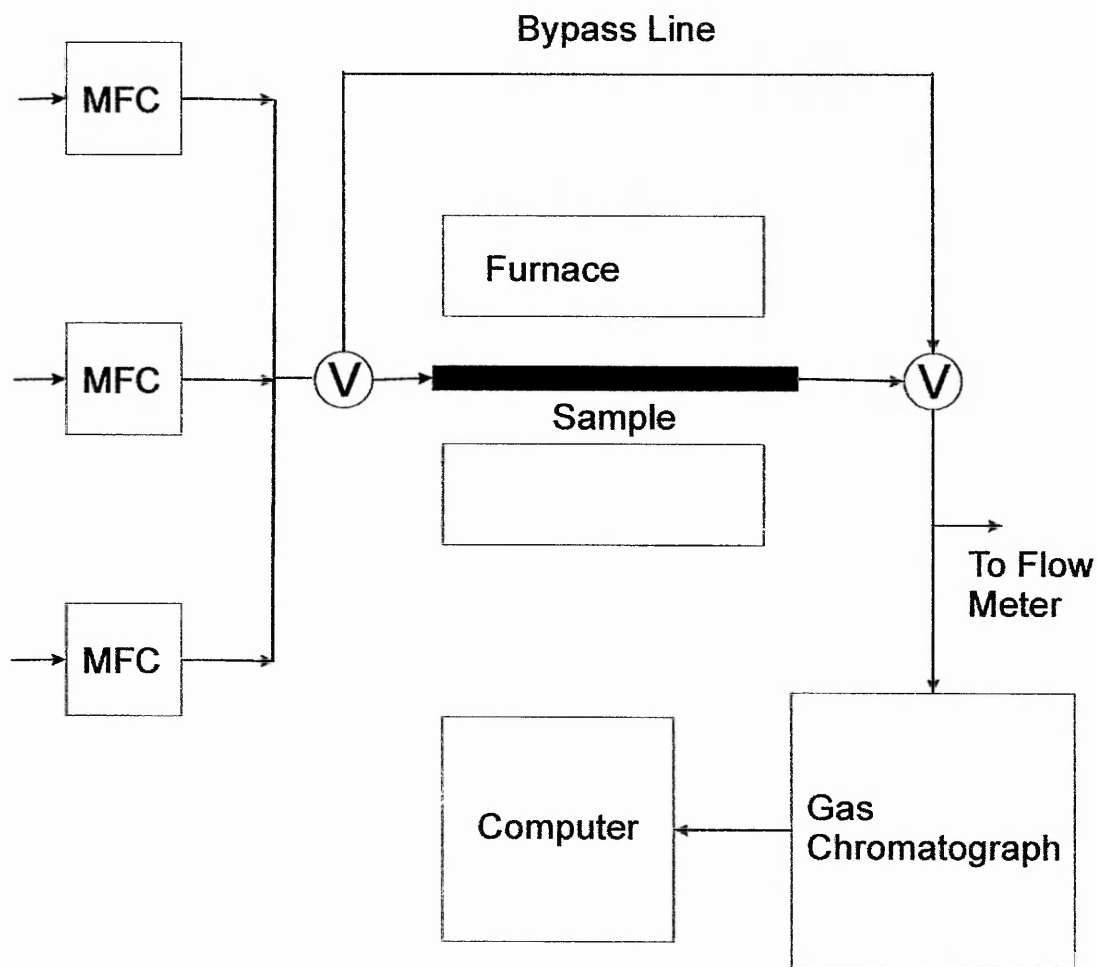 Bypass Line
MFC
Furnace
MFC
V
V
Sample
To Flow
Meter
MFC
Computer
Gas
Chromatograph